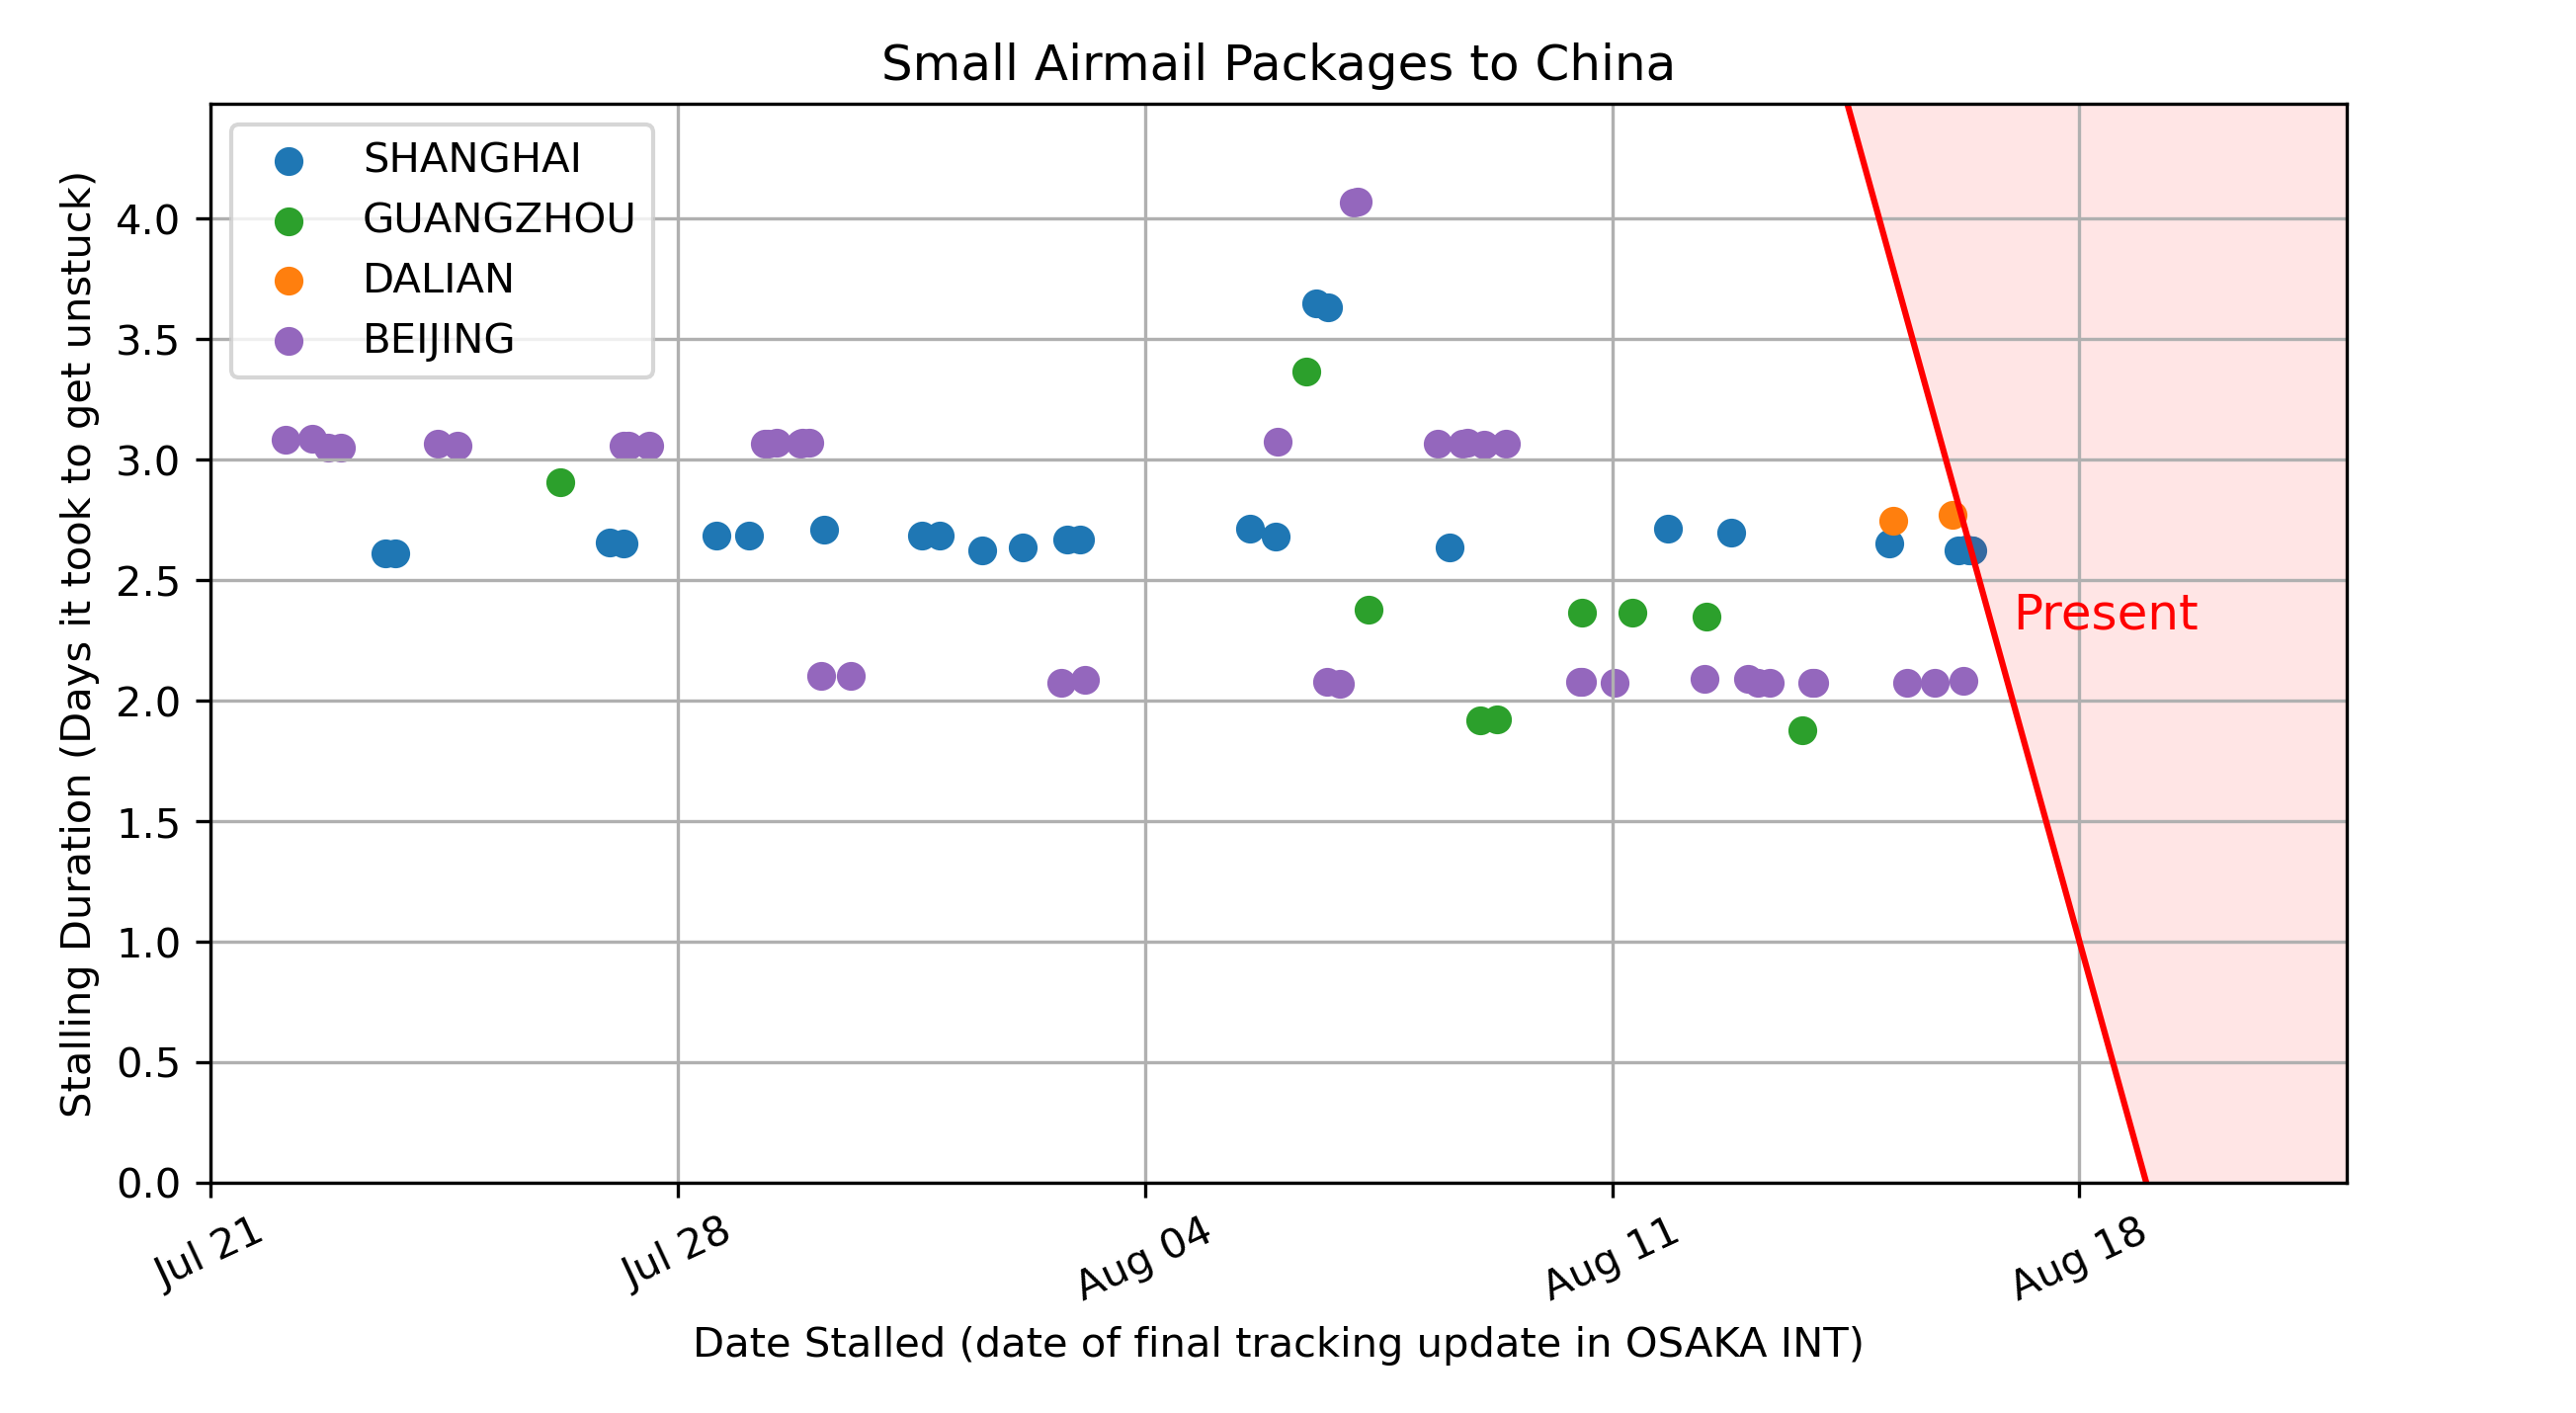 Small Airmail Packages to China
SHANGHAI
GUANGZHOU
DALIAN
BEIJING
Stalling Duration (Days it took to get unstuck)
4.0
3.5
3.0
2.5
2.0
1.5
1.0
0.5
0.0
Present
Jul 21
Jul 28
Aug 04
Aug 11
Aug 18
Date Stalled (date of final tracking update in OSAKA INT)